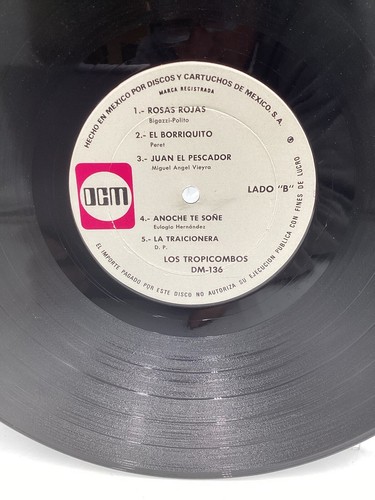 HECHO EN MEXICO POR DISCOS Y CARTUCHOS DE MEXICO, S.A.
MARCA REGISTRADA
1.- ROSAS ROJAS
Bigazzi-Polito
2.- EL BORRIQUITO
Peret
3.- JUAN EL PESCADOR
Miguel Angel Vieyra
DCM
LADO "B"
4.- ANOCHE TE SOÑE
Eulogio Hernández
5.- LA TRAICIONERA
D. P.
LOS TROPICOMBOS
DM-136
EL IMPORTE PAGADO POR ESTE DISCO NO AUTORIZA SU EJECUCION PUBLICA CON FINES DE LUCRO
℗